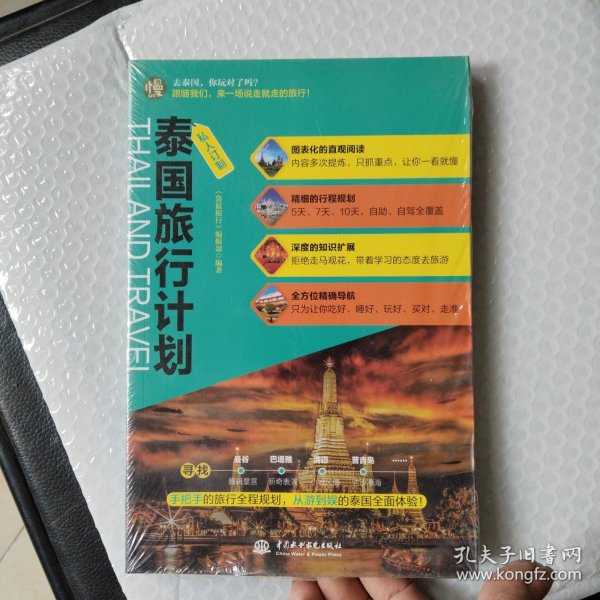 慢
去泰国，你玩对了吗？
跟随我们，来一场说走就走的旅行！
泰国旅行计划
THAILAND TRAVEL
私人订制
《袋鼠旅行》编辑部◎编著
图表化的直观阅读
内容多次提炼，只抓重点，让你一看就懂
精细的行程规划
5天、7天、10天，自助、自驾全覆盖
深度的知识扩展
拒绝走马观花，带着学习的态度去旅游
全方位精确导航
只为让你吃好、睡好、玩好、买对、走准
寻找
曼谷 巴堤雅 清迈 普吉岛 ……
新奇表演
手把手的旅行全程规划，从游到娱的泰国全面体验！
中国水利水电出版社
China Water & Power Press
孔夫子旧书网
www.kongfz.com